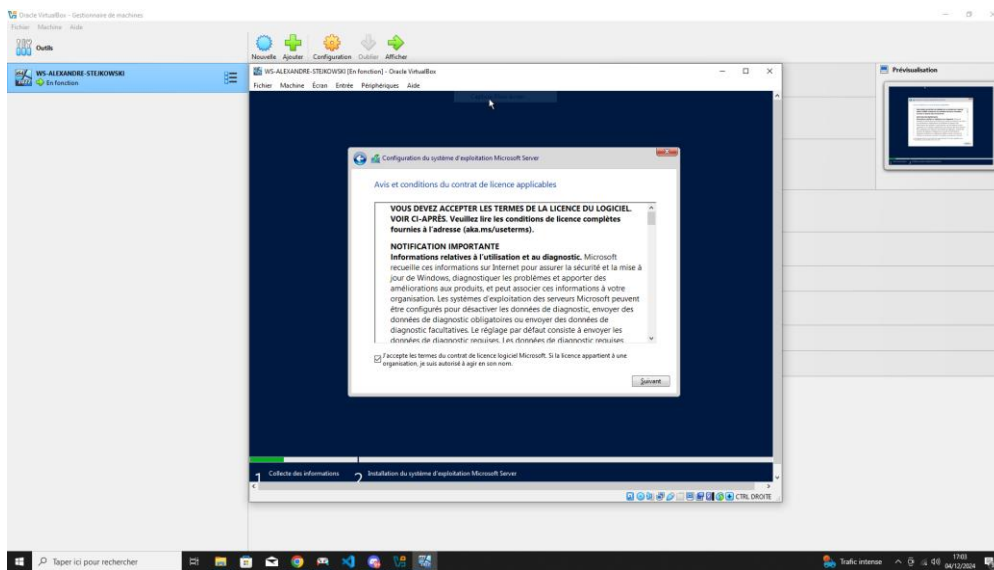 Oracle VirtualBox - Gestionnaire de machines
Fichier Machine Aide
Outils
Nouvelle Ajouter Configuration Oublier Afficher
WS-ALEXANDRE-STEJKOWSKI
En fonction
WS-ALEXANDRE-STEJKOWSKI [En fonction] - Oracle VirtualBox
Fichier Machine Écran Entrée Périphériques Aide
Prévisualisation
Configuration du système d'exploitation Microsoft Server
Avis et conditions du contrat de licence applicables
VOUS DEVEZ ACCEPTER LES TERMES DE LA LICENCE DU LOGICIEL.
VOIR CI-APRÈS. Veuillez lire les conditions de licence complètes
fournies à l'adresse (aka.ms/useterms).
NOTIFICATION IMPORTANTE
Informations relatives à l'utilisation et au diagnostic. Microsoft
recueille ces informations sur Internet pour assurer la sécurité et la mise à
jour de Windows, diagnostiquer les problèmes et apporter des
améliorations aux produits, et peut associer ces informations à votre
organisation. Les systèmes d'exploitation des serveurs Microsoft peuvent
être configurés pour désactiver les données de diagnostic, envoyer des
données de diagnostic obligatoires ou envoyer des données de
diagnostic facultatives. Le réglage par défaut consiste à envoyer les
données de diagnostic requises. Les données de diagnostic requises
J'accepte les termes du contrat de licence logiciel Microsoft. Si la licence appartient à une
organisation, je suis autorisé à agir en son nom.
Suivant
1 Collecte des informations 2 Installation du système d'exploitation Microsoft Server
CTRL DROITE
Taper ici pour rechercher
Trafic intense
17:03
04/12/2024